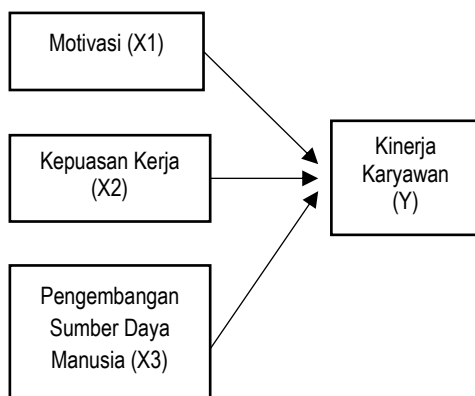 Motivasi (X1)
Kepuasan Kerja
(X2)
Pengembangan
Sumber Daya
Manusia (X3)
Kinerja
Karyawan
(Y)